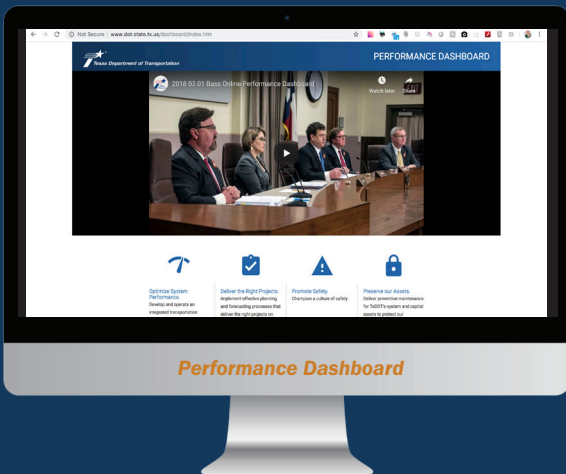 Not Secure | www.dot.state.tx.us/dashboard/index.htm
Texas Department of Transportation
PERFORMANCE DASHBOARD
2018 03 01 Bass Online Performance Dashboard
Watch later Share
EXIT
Optimize System
Performance.
Develop and operate an
integrated transportation
Deliver the Right Projects.
Implement effective planning
and forecasting processes that
deliver the right projects on
Promote Safety.
Champion a culture of safety.
Preserve our Assets.
Deliver preventive maintenance
for TxDOT's system and capital
assets to protect our
Performance Dashboard